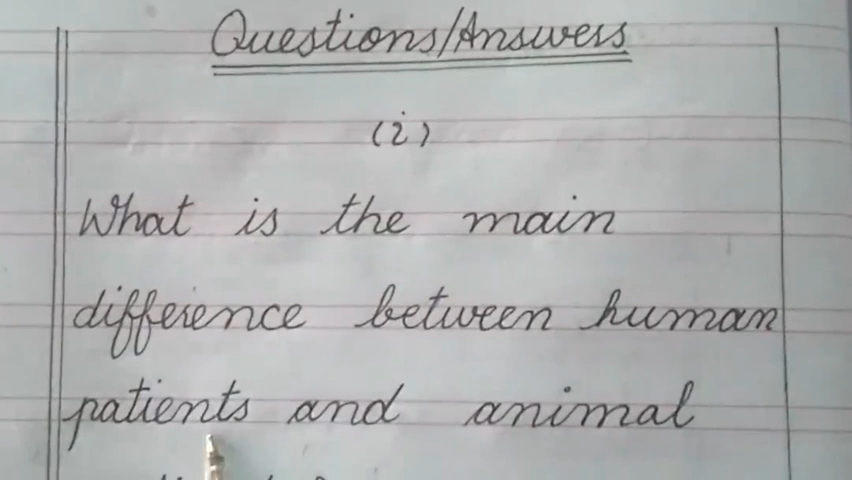 Questions/Answers
(i)
What is the main
difference between human
patients and animal